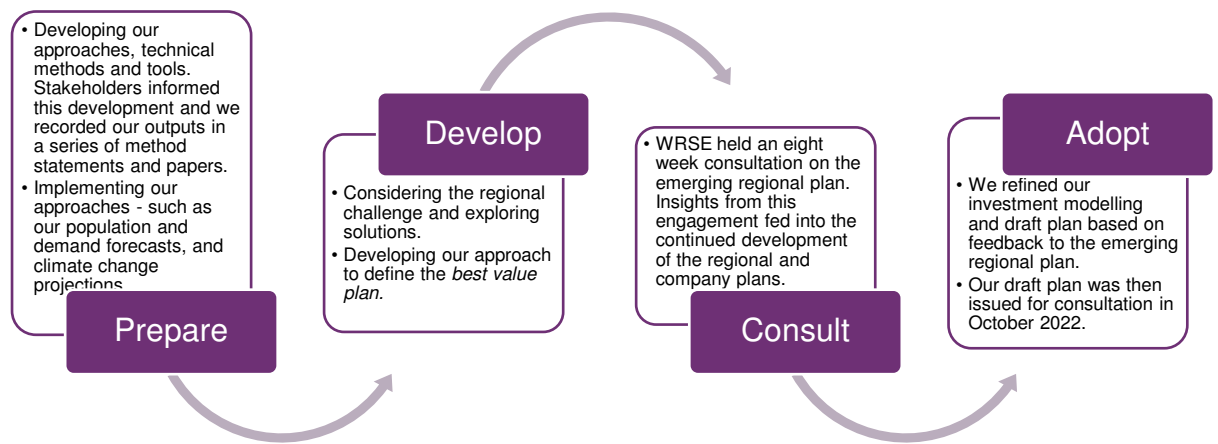 • Developing our
approaches, technical
methods and tools.
Stakeholders informed
this development and we
recorded our outputs in
a series of method
statements and papers.
• Implementing our
approaches - such as
our population and
demand forecasts, and
climate change
projections
Prepare
Develop
• Considering the regional
challenge and exploring
solutions.
• Developing our approach
to define the best value
plan.
• WRSE held an eight
week consultation on the
emerging regional plan.
Insights from this
engagement fed into the
continued development
of the regional and
company plans.
Consult
Adopt
• We refined our
investment modelling
and draft plan based on
feedback to the emerging
regional plan.
• Our draft plan was then
issued for consultation in
October 2022.